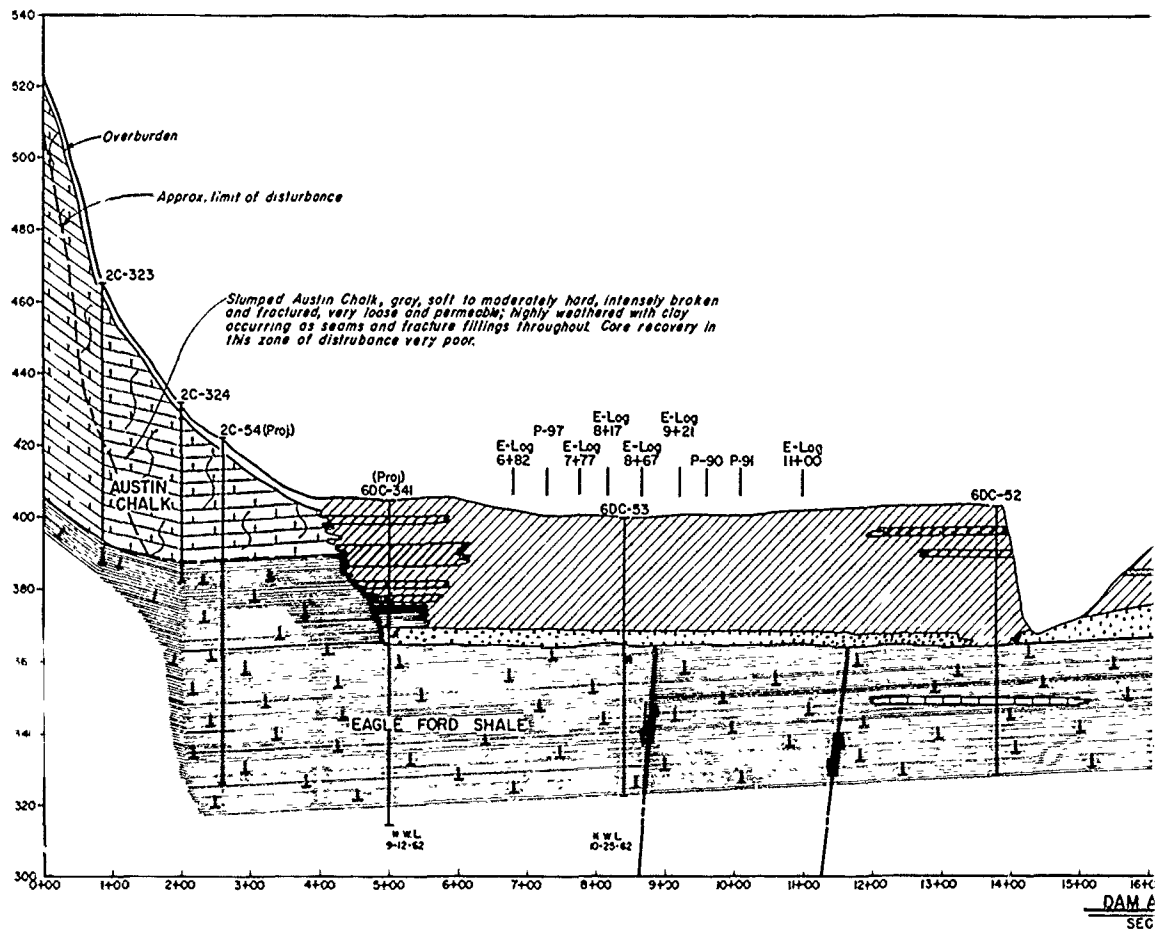 540
520
Overburden
500
Approx. limit of disturbance
480
2C-323
460
Slumped Austin Chalk, gray, soft to moderately hard, intensely broken
and fractured, very loose and permeable; highly weathered with clay
occurring as seams and fracture fillings throughout. Core recovery in
this zone of distrubance very poor.
440
2C-324
2C-54 (Proj.)
420
E-Log
6+82
P-97
E-Log
7+77
E-Log
8+17
E-Log
8+67
E-Log
9+21
P-90
P-91
E-Log
11+00
AUSTIN
CHALK
(Proj)
6DC-341
6DC-53
6DC-52
400
380
36
EAGLE FORD SHALE
34
320
N.W.L.
9-12-62
N.W.L.
10-25-62
300
0+00 1+00 2+00 3+00 4+00 5+00 6+00 7+00 8+00 9+00 10+00 11+00 12+00 13+00 14+00 15+00 16+0
DAM A
SEC